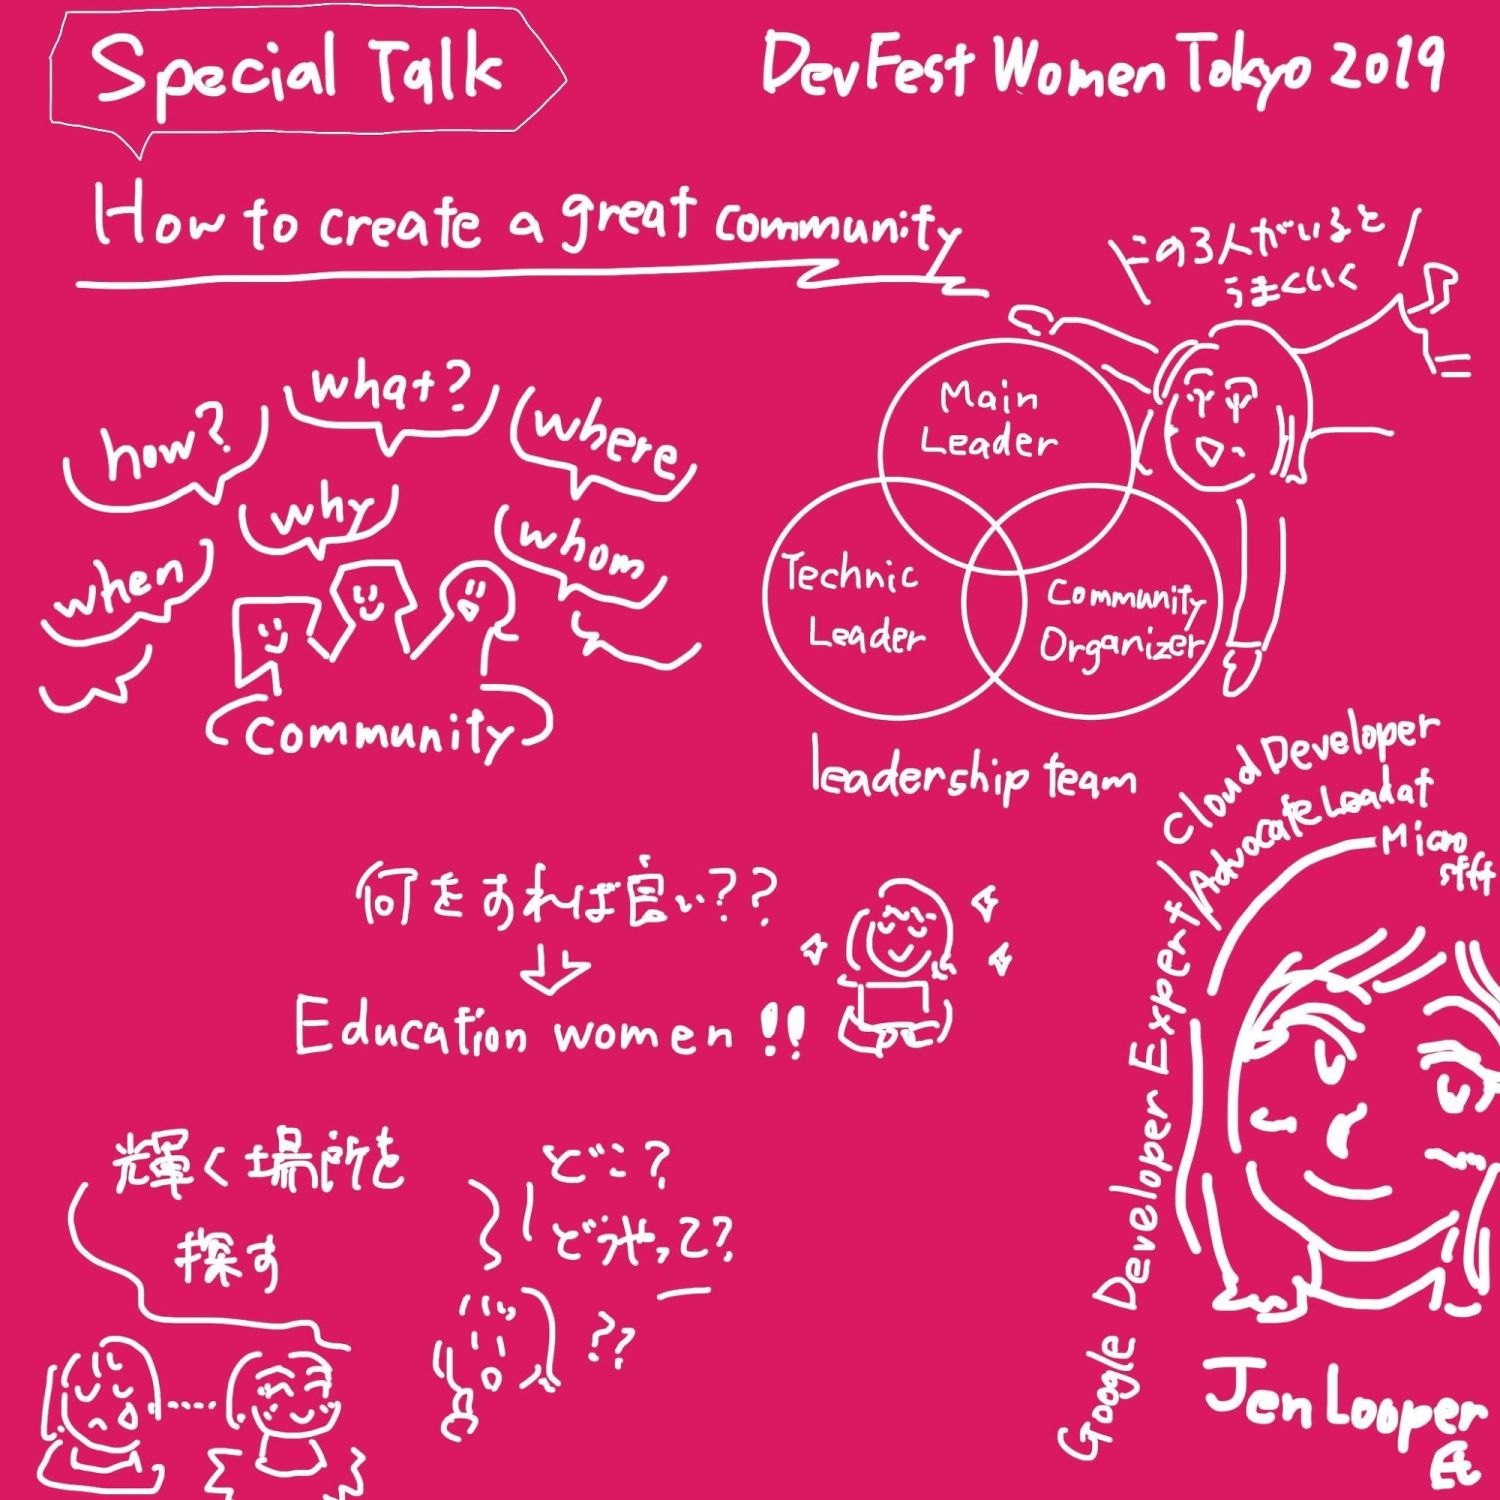 Special Talk
DevFest Women Tokyo 2019
How to create a great community
\この3人がいると/
うまくいく
how?
what?
where
why
whom
when
community
Main
Leader
Technic
Leader
Community
Organizer
leadership team
何をすれば良い??
Education women!!
輝く場所を
探す
どこ?
どうやって?
??
Google Developer Expert/
Cloud Developer
Advocate Lead at
Micro
soft
Jen Looper
氏